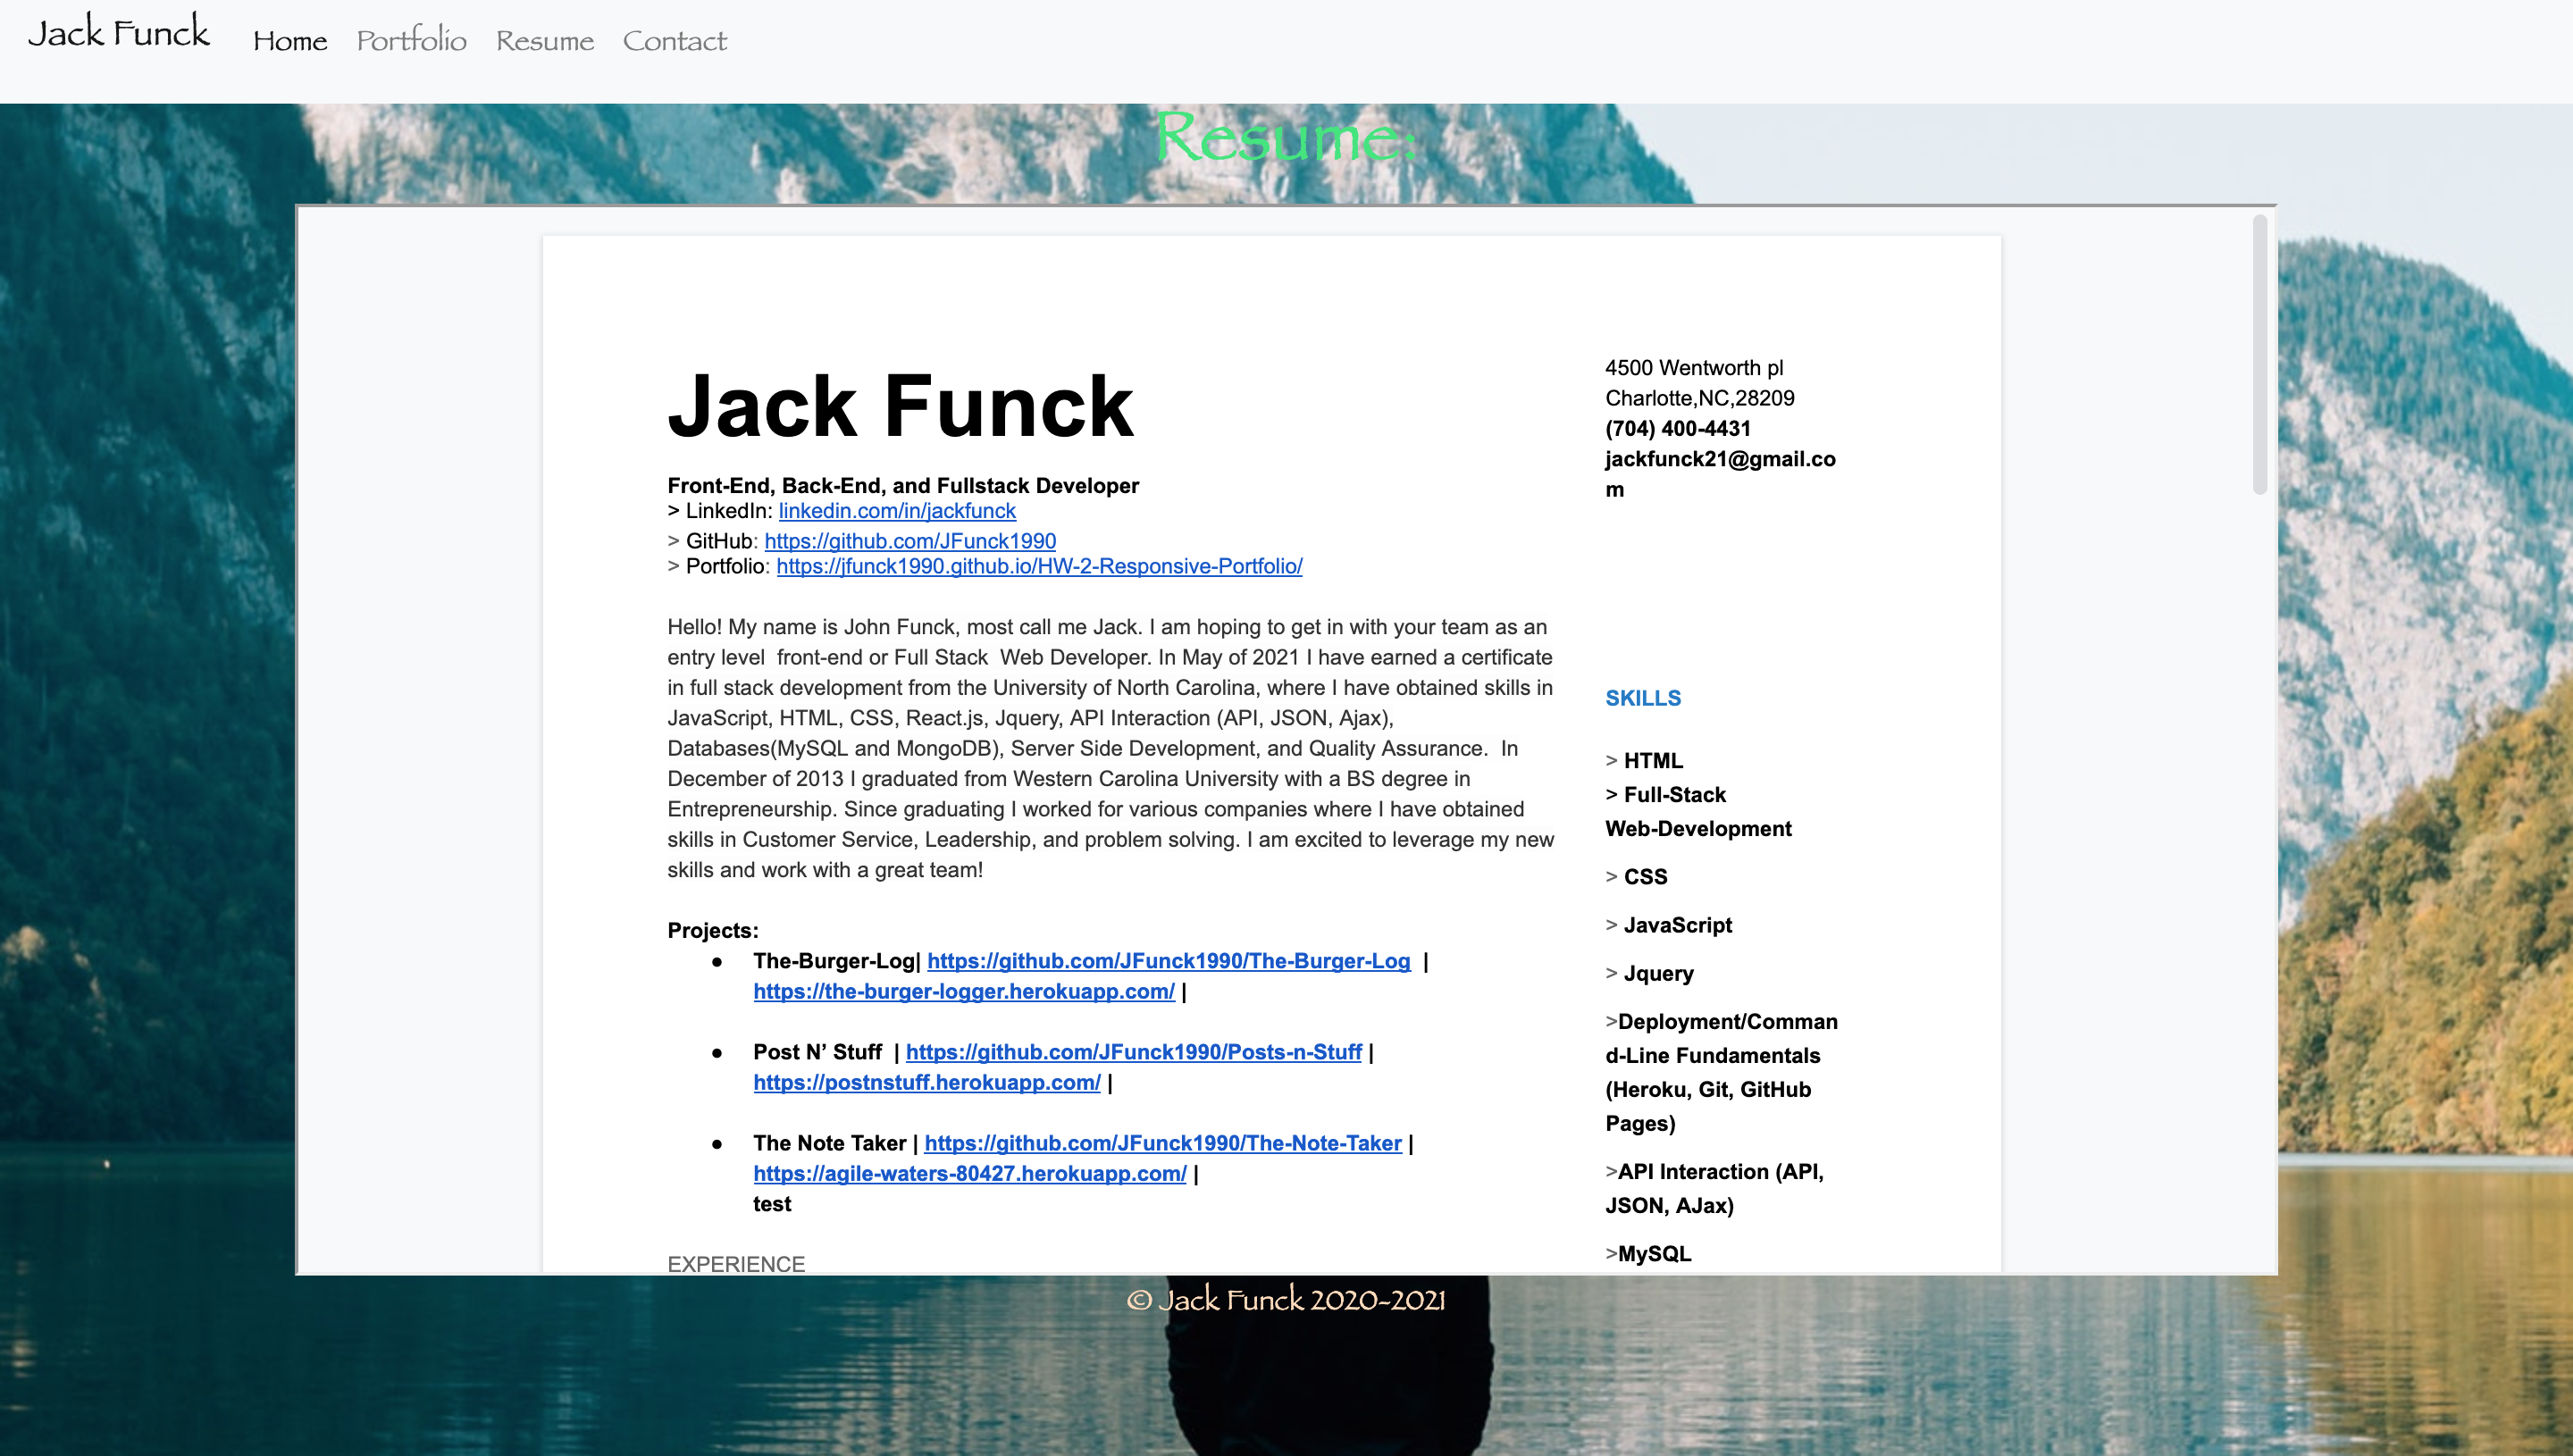 Jack Funck Home Portfolio Resume Contact
Resume:
Jack Funck
Front-End, Back-End, and Fullstack Developer
> LinkedIn: linkedin.com/in/jackfunck
> GitHub: https://github.com/JFunck1990
> Portfolio: https://jfunck1990.github.io/HW-2-Responsive-Portfolio/
Hello! My name is John Funck, most call me Jack. I am hoping to get in with your team as an
entry level  front-end or Full Stack  Web Developer. In May of 2021 I have earned a certificate
in full stack development from the University of North Carolina, where I have obtained skills in
JavaScript, HTML, CSS, React.js, Jquery, API Interaction (API, JSON, Ajax),
Databases(MySQL and MongoDB), Server Side Development, and Quality Assurance.  In
December of 2013 I graduated from Western Carolina University with a BS degree in
Entrepreneurship. Since graduating I worked for various companies where I have obtained
skills in Customer Service, Leadership, and problem solving. I am excited to leverage my new
skills and work with a great team!
Projects:
● The-Burger-Log| https://github.com/JFunck1990/The-Burger-Log  |
https://the-burger-logger.herokuapp.com/ |
● Post N’ Stuff  | https://github.com/JFunck1990/Posts-n-Stuff |
https://postnstuff.herokuapp.com/ |
● The Note Taker | https://github.com/JFunck1990/The-Note-Taker |
https://agile-waters-80427.herokuapp.com/ |
test
EXPERIENCE
4500 Wentworth pl
Charlotte,NC,28209
(704) 400-4431
jackfunck21@gmail.co
m
SKILLS
> HTML
> Full-Stack
Web-Development
> CSS
> JavaScript
> Jquery
>Deployment/Comman
d-Line Fundamentals
(Heroku, Git, GitHub
Pages)
>API Interaction (API,
JSON, AJax)
>MySQL
© Jack Funck 2020-2021